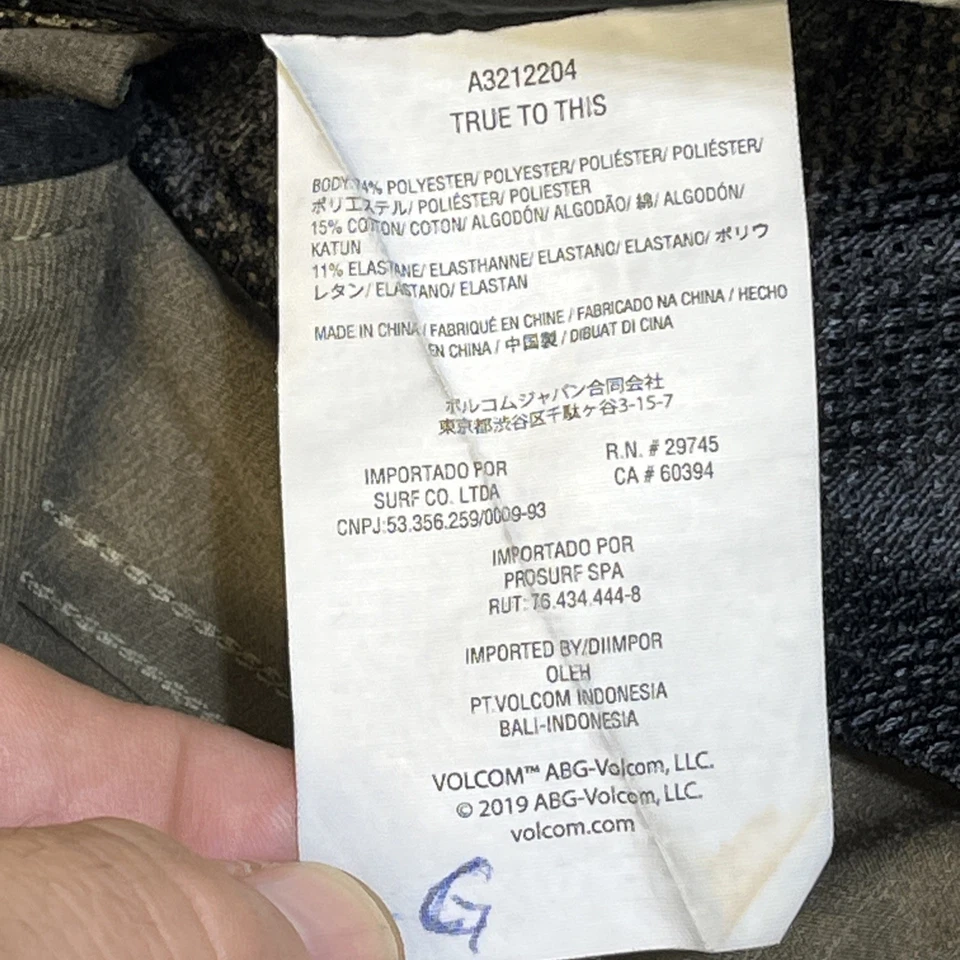 A3212204
TRUE TO THIS
BODY: 74% POLYESTER/ POLYESTER/ POLIÉSTER/ POLIÉSTER/
ポリエステル/ POLIÉSTER/ POLIESTER
15% COTTON/ COTON/ ALGODÓN/ ALGODÃO/ 綿/ ALGODÓN/
KATUN
11% ELASTANE/ ELASTHANNE/ ELASTANO/ ELASTANO/ ポリウ
レタン/ ELASTANO/ ELASTAN
MADE IN CHINA / FABRIQUÉ EN CHINE / FABRICADO NA CHINA / HECHO
EN CHINA / 中国製 / DIBUAT DI CINA
ボルコムジャパン合同会社
東京都渋谷区千駄ヶ谷3-15-7
R.N. # 29745
CA # 60394
IMPORTADO POR
SURF CO. LTDA
CNPJ:53.356.259/0009-93
IMPORTADO POR
PROSURF SPA
RUT: 76.434.444-8
IMPORTED BY/DIIMPOR
OLEH
PT.VOLCOM INDONESIA
BALI-INDONESIA
VOLCOM™ ABG-Volcom, LLC.
© 2019 ABG-Volcom, LLC.
volcom.com
G